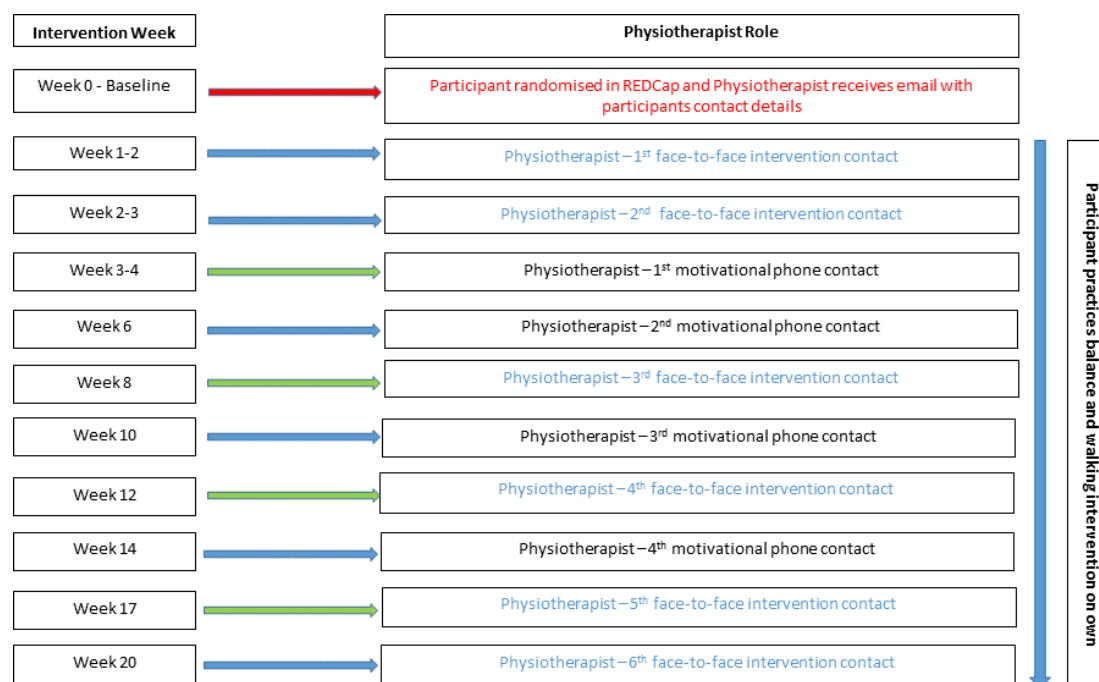 Intervention Week
Physiotherapist Role
Week 0 - Baseline
Participant randomised in REDCap and Physiotherapist receives email with
participants contact details
Week 1-2
Physiotherapist – 1st face-to-face intervention contact
Week 2-3
Physiotherapist – 2nd face-to-face intervention contact
Week 3-4
Physiotherapist – 1st motivational phone contact
Week 6
Physiotherapist – 2nd motivational phone contact
Week 8
Physiotherapist – 3rd face-to-face intervention contact
Week 10
Physiotherapist – 3rd motivational phone contact
Week 12
Physiotherapist – 4th face-to-face intervention contact
Week 14
Physiotherapist – 4th motivational phone contact
Week 17
Physiotherapist – 5th face-to-face intervention contact
Week 20
Physiotherapist – 6th face-to-face intervention contact
Participant practices balance and walking intervention on own